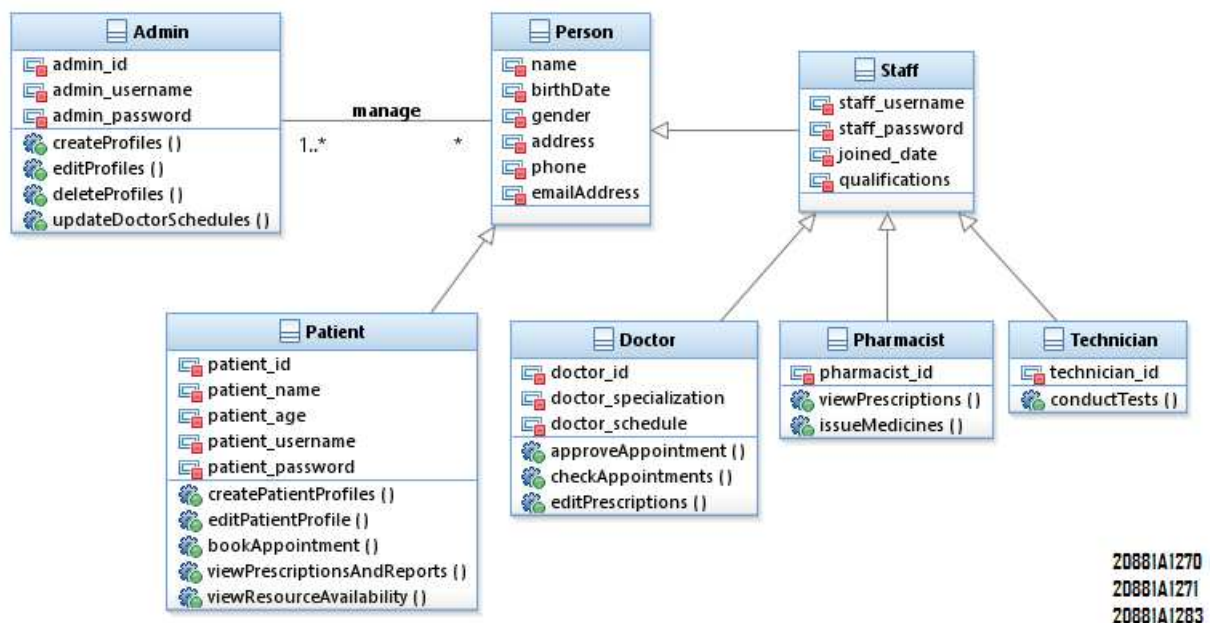 Admin
admin_id
admin_username
admin_password
createProfiles ()
editProfiles ()
deleteProfiles ()
updateDoctorSchedules ()
manage
1..*
*
Person
name
birthDate
gender
address
phone
emailAddress
Staff
staff_username
staff_password
joined_date
qualifications
Patient
patient_id
patient_name
patient_age
patient_username
patient_password
createPatientProfiles ()
editPatientProfile ()
bookAppointment ()
viewPrescriptionsAndReports ()
viewResourceAvailability ()
Doctor
doctor_id
doctor_specialization
doctor_schedule
approveAppointment ()
checkAppointments ()
editPrescriptions ()
Pharmacist
pharmacist_id
viewPrescriptions ()
issueMedicines ()
Technician
technician_id
conductTests ()
20881A1270
20881A1271
20881A1283